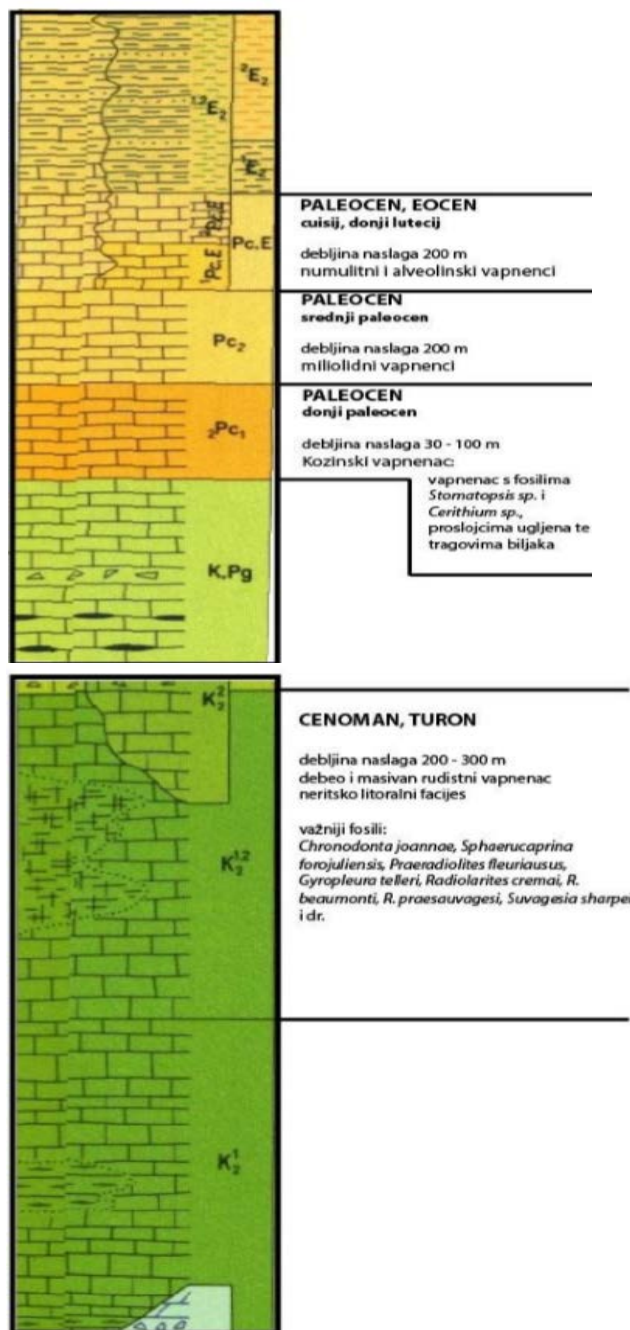 ²E₂
¹,²E₂
¹E₂
Pc,E
²Pc,E
¹Pc,E
PALEOCEN, EOCEN
cuisij, donji lutecij
debljina naslaga 200 m
numulitni i alveolinski vapnenci
Pc₂
PALEOCEN
srednji paleocen
debljina naslaga 200 m
miliolidni vapnenci
₂Pc₁
PALEOCEN
donji paleocen
debljina naslaga 30 - 100 m
Kozinski vapnenac:
vapnenac s fosilima
Stomatopsis sp. i
Cerithium sp.,
proslojcima ugljena te
tragovima biljaka
K,Pg
K₂²
CENOMAN, TURON
debljina naslaga 200 - 300 m
debeo i masivan rudistni vapnenac
neritsko litoralni facijes
važniji fosili:
Chronodonta joannae, Sphaerucaprina
forojuliensis, Praeradiolites fleuriausus,
Gyropleura telleri, Radiolarites cremai, R.
beaumonti, R. praesauvagesi, Suvagesia sharpei
i dr.
K₂¹,²
K₂¹